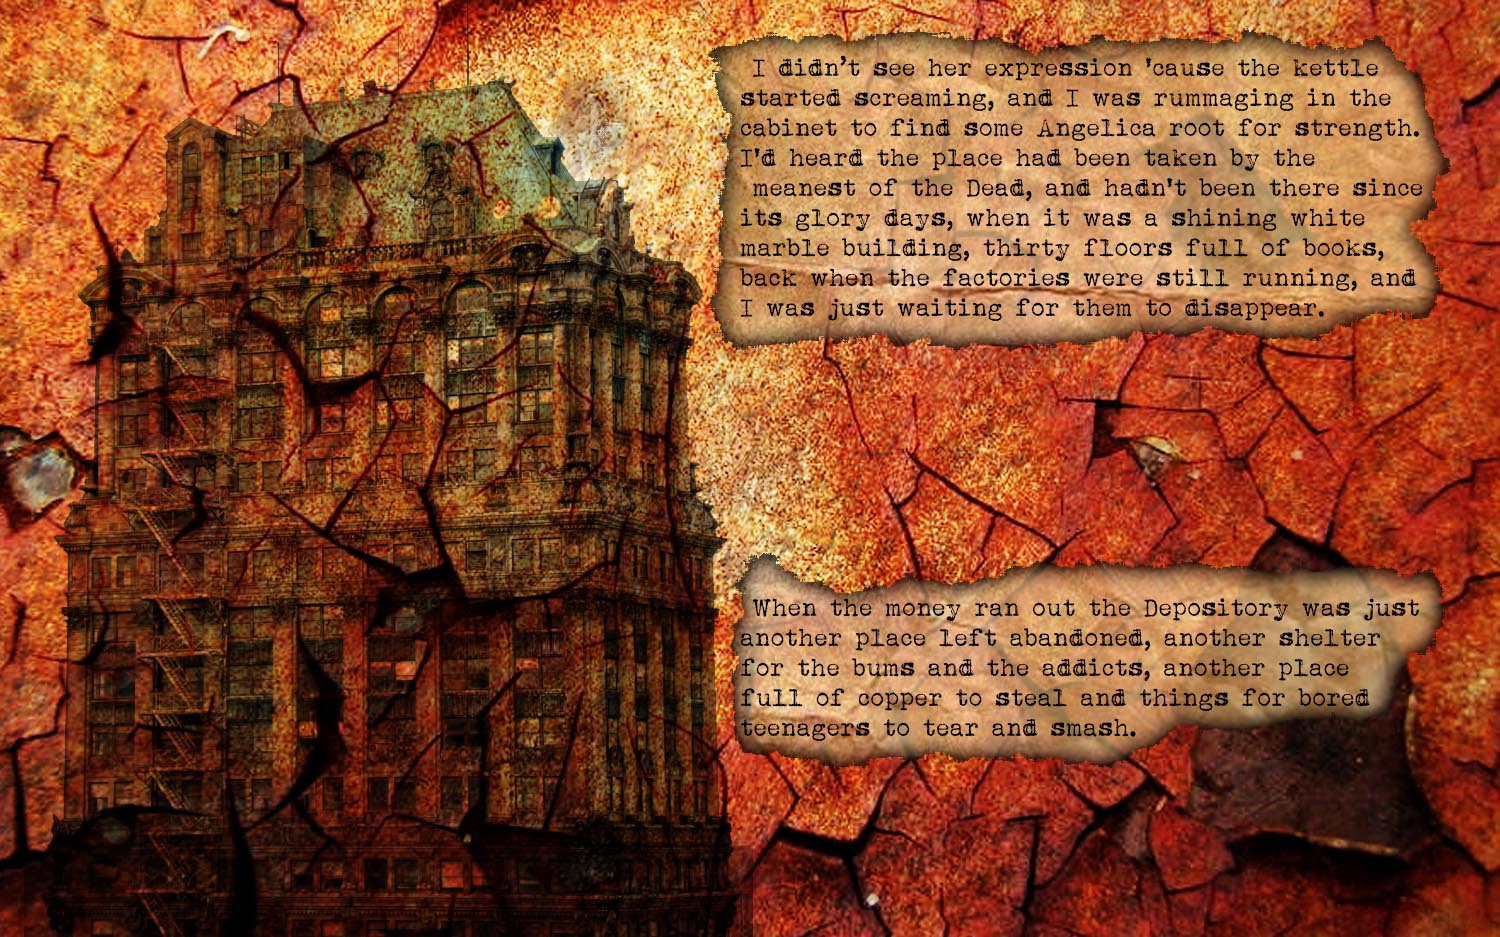 I didn't see her expression 'cause the kettle
started screaming, and I was rummaging in the
cabinet to find some Angelica root for strength.
I'd heard the place had been taken by the
meanest of the Dead, and hadn't been there since
its glory days, when it was a shining white
marble building, thirty floors full of books,
back when the factories were still running, and
I was just waiting for them to disappear.
When the money ran out the Depository was just
another place left abandoned, another shelter
for the bums and the addicts, another place
full of copper to steal and things for bored
teenagers to tear and smash.